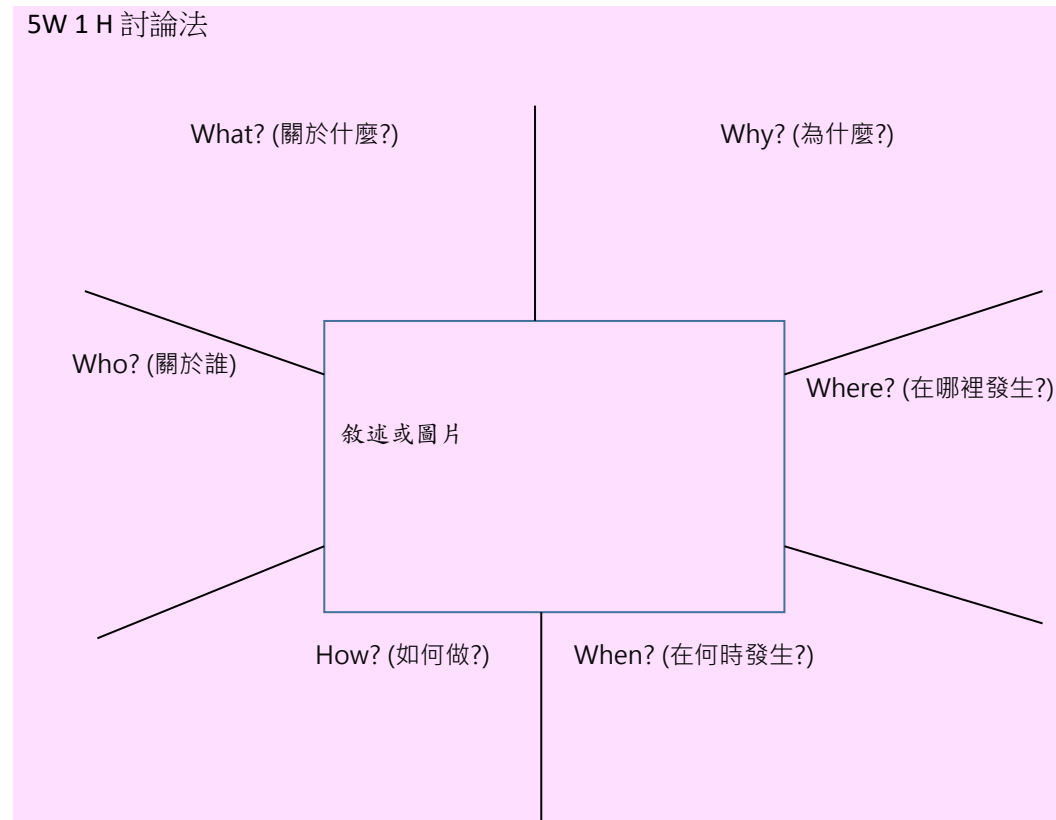 5W 1 H 討論法
What? (關於什麼?)
Why? (為什麼?)
Who? (關於誰)
Where? (在哪裡發生?)
敘述或圖片
How? (如何做?)
When? (在何時發生?)